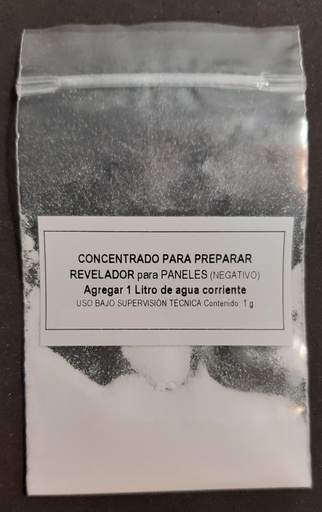 CONCENTRADO PARA PREPARAR
REVELADOR para PANELES (NEGATIVO)
Agregar 1 Litro de agua corriente
USO BAJO SUPERVISIÓN TÉCNICA Contenido: 1 g